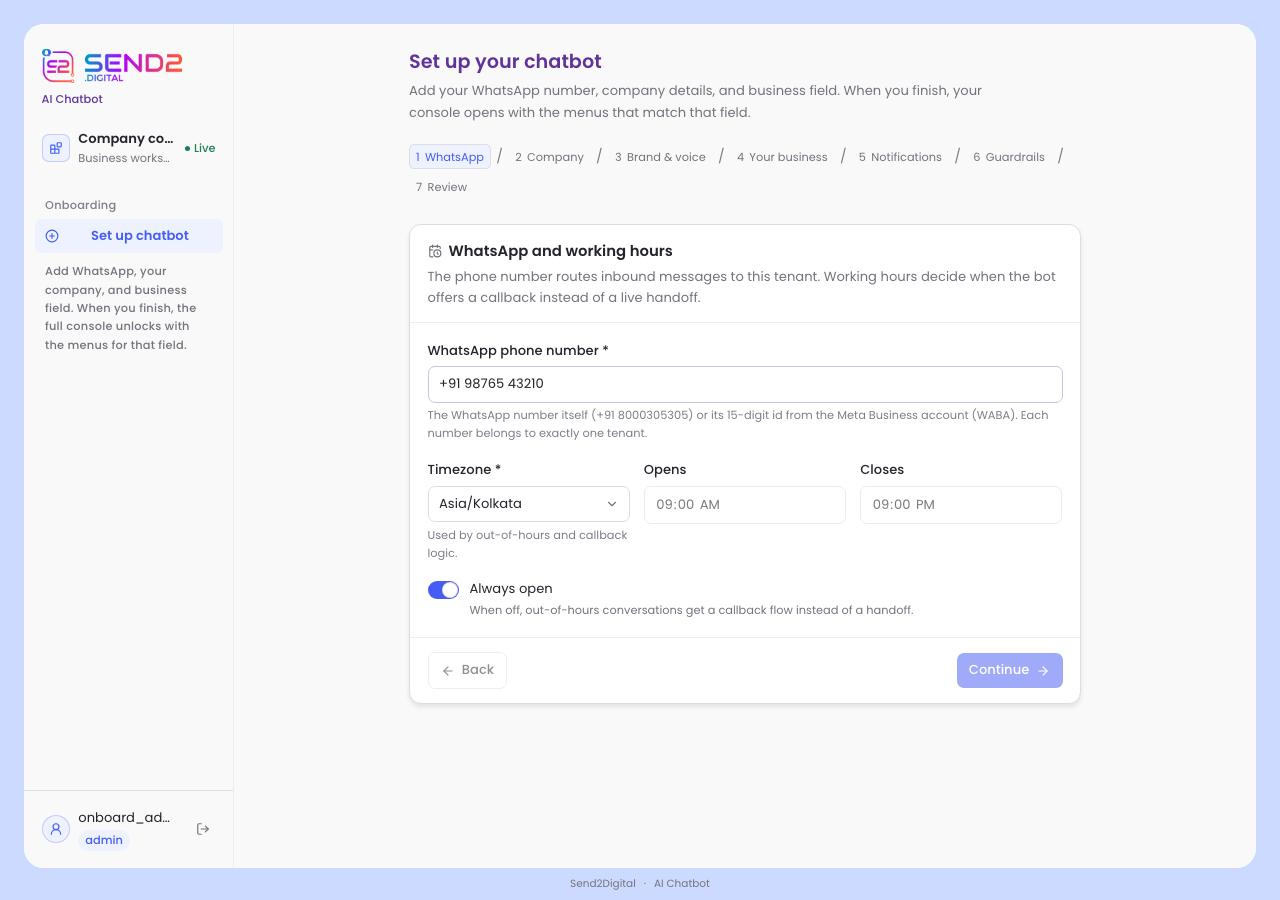 SEND2
.DIGITAL
AI Chatbot
Company co...
Business works...
Live
Onboarding
Set up chatbot
Add WhatsApp, your
company, and business
field. When you finish, the
full console unlocks with
the menus for that field.
onboard_ad...
admin
Set up your chatbot
Add your WhatsApp number, company details, and business field. When you finish, your
console opens with the menus that match that field.
1 WhatsApp / 2 Company / 3 Brand & voice / 4 Your business / 5 Notifications / 6 Guardrails /
7 Review
WhatsApp and working hours
The phone number routes inbound messages to this tenant. Working hours decide when the bot
offers a callback instead of a live handoff.
WhatsApp phone number *
+91 98765 43210
The WhatsApp number itself (+91 8000305305) or its 15-digit id from the Meta Business account (WABA). Each
number belongs to exactly one tenant.
Timezone * Opens Closes
Asia/Kolkata 09:00 AM 09:00 PM
Used by out-of-hours and callback
logic.
Always open
When off, out-of-hours conversations get a callback flow instead of a handoff.
Back Continue
Send2Digital · AI Chatbot